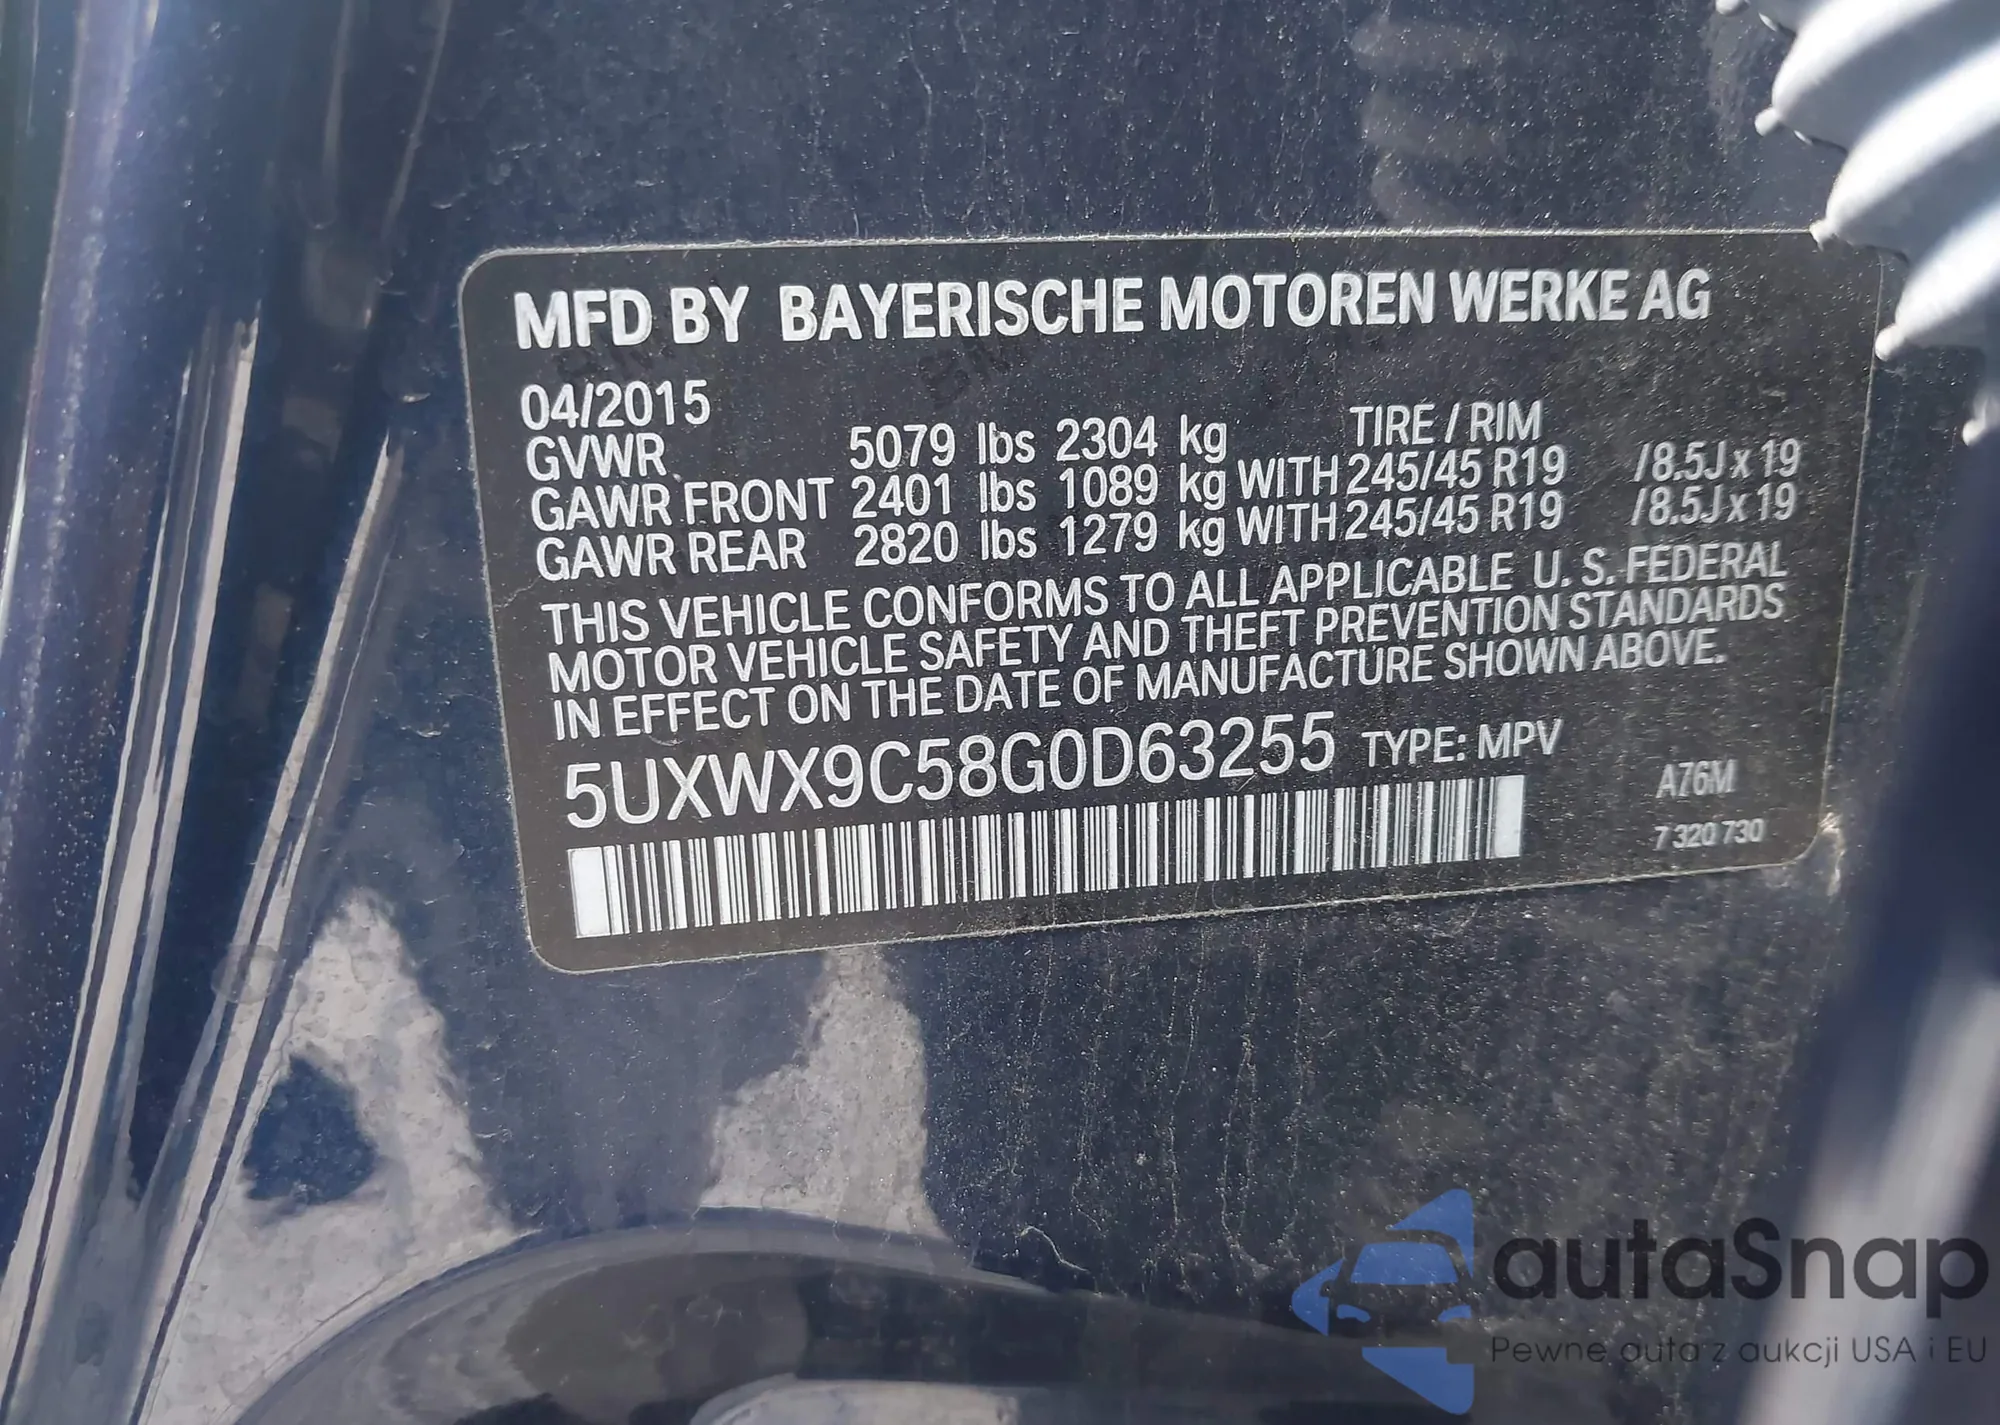 MFD BY BAYERISCHE MOTOREN WERKE AG
04/2015
TIRE / RIM
GVWR 5079 lbs 2304 kg
GAWR FRONT 2401 lbs 1089 kg WITH 245/45 R19 /8.5J x 19
GAWR REAR 2820 lbs 1279 kg WITH 245/45 R19 /8.5J x 19
THIS VEHICLE CONFORMS TO ALL APPLICABLE U. S. FEDERAL
MOTOR VEHICLE SAFETY AND THEFT PREVENTION STANDARDS
IN EFFECT ON THE DATE OF MANUFACTURE SHOWN ABOVE.
5UXWX9C58G0D63255 TYPE: MPV
A76M
7 320 730
autaSnap
Pewne auta z aukcji USA i EU